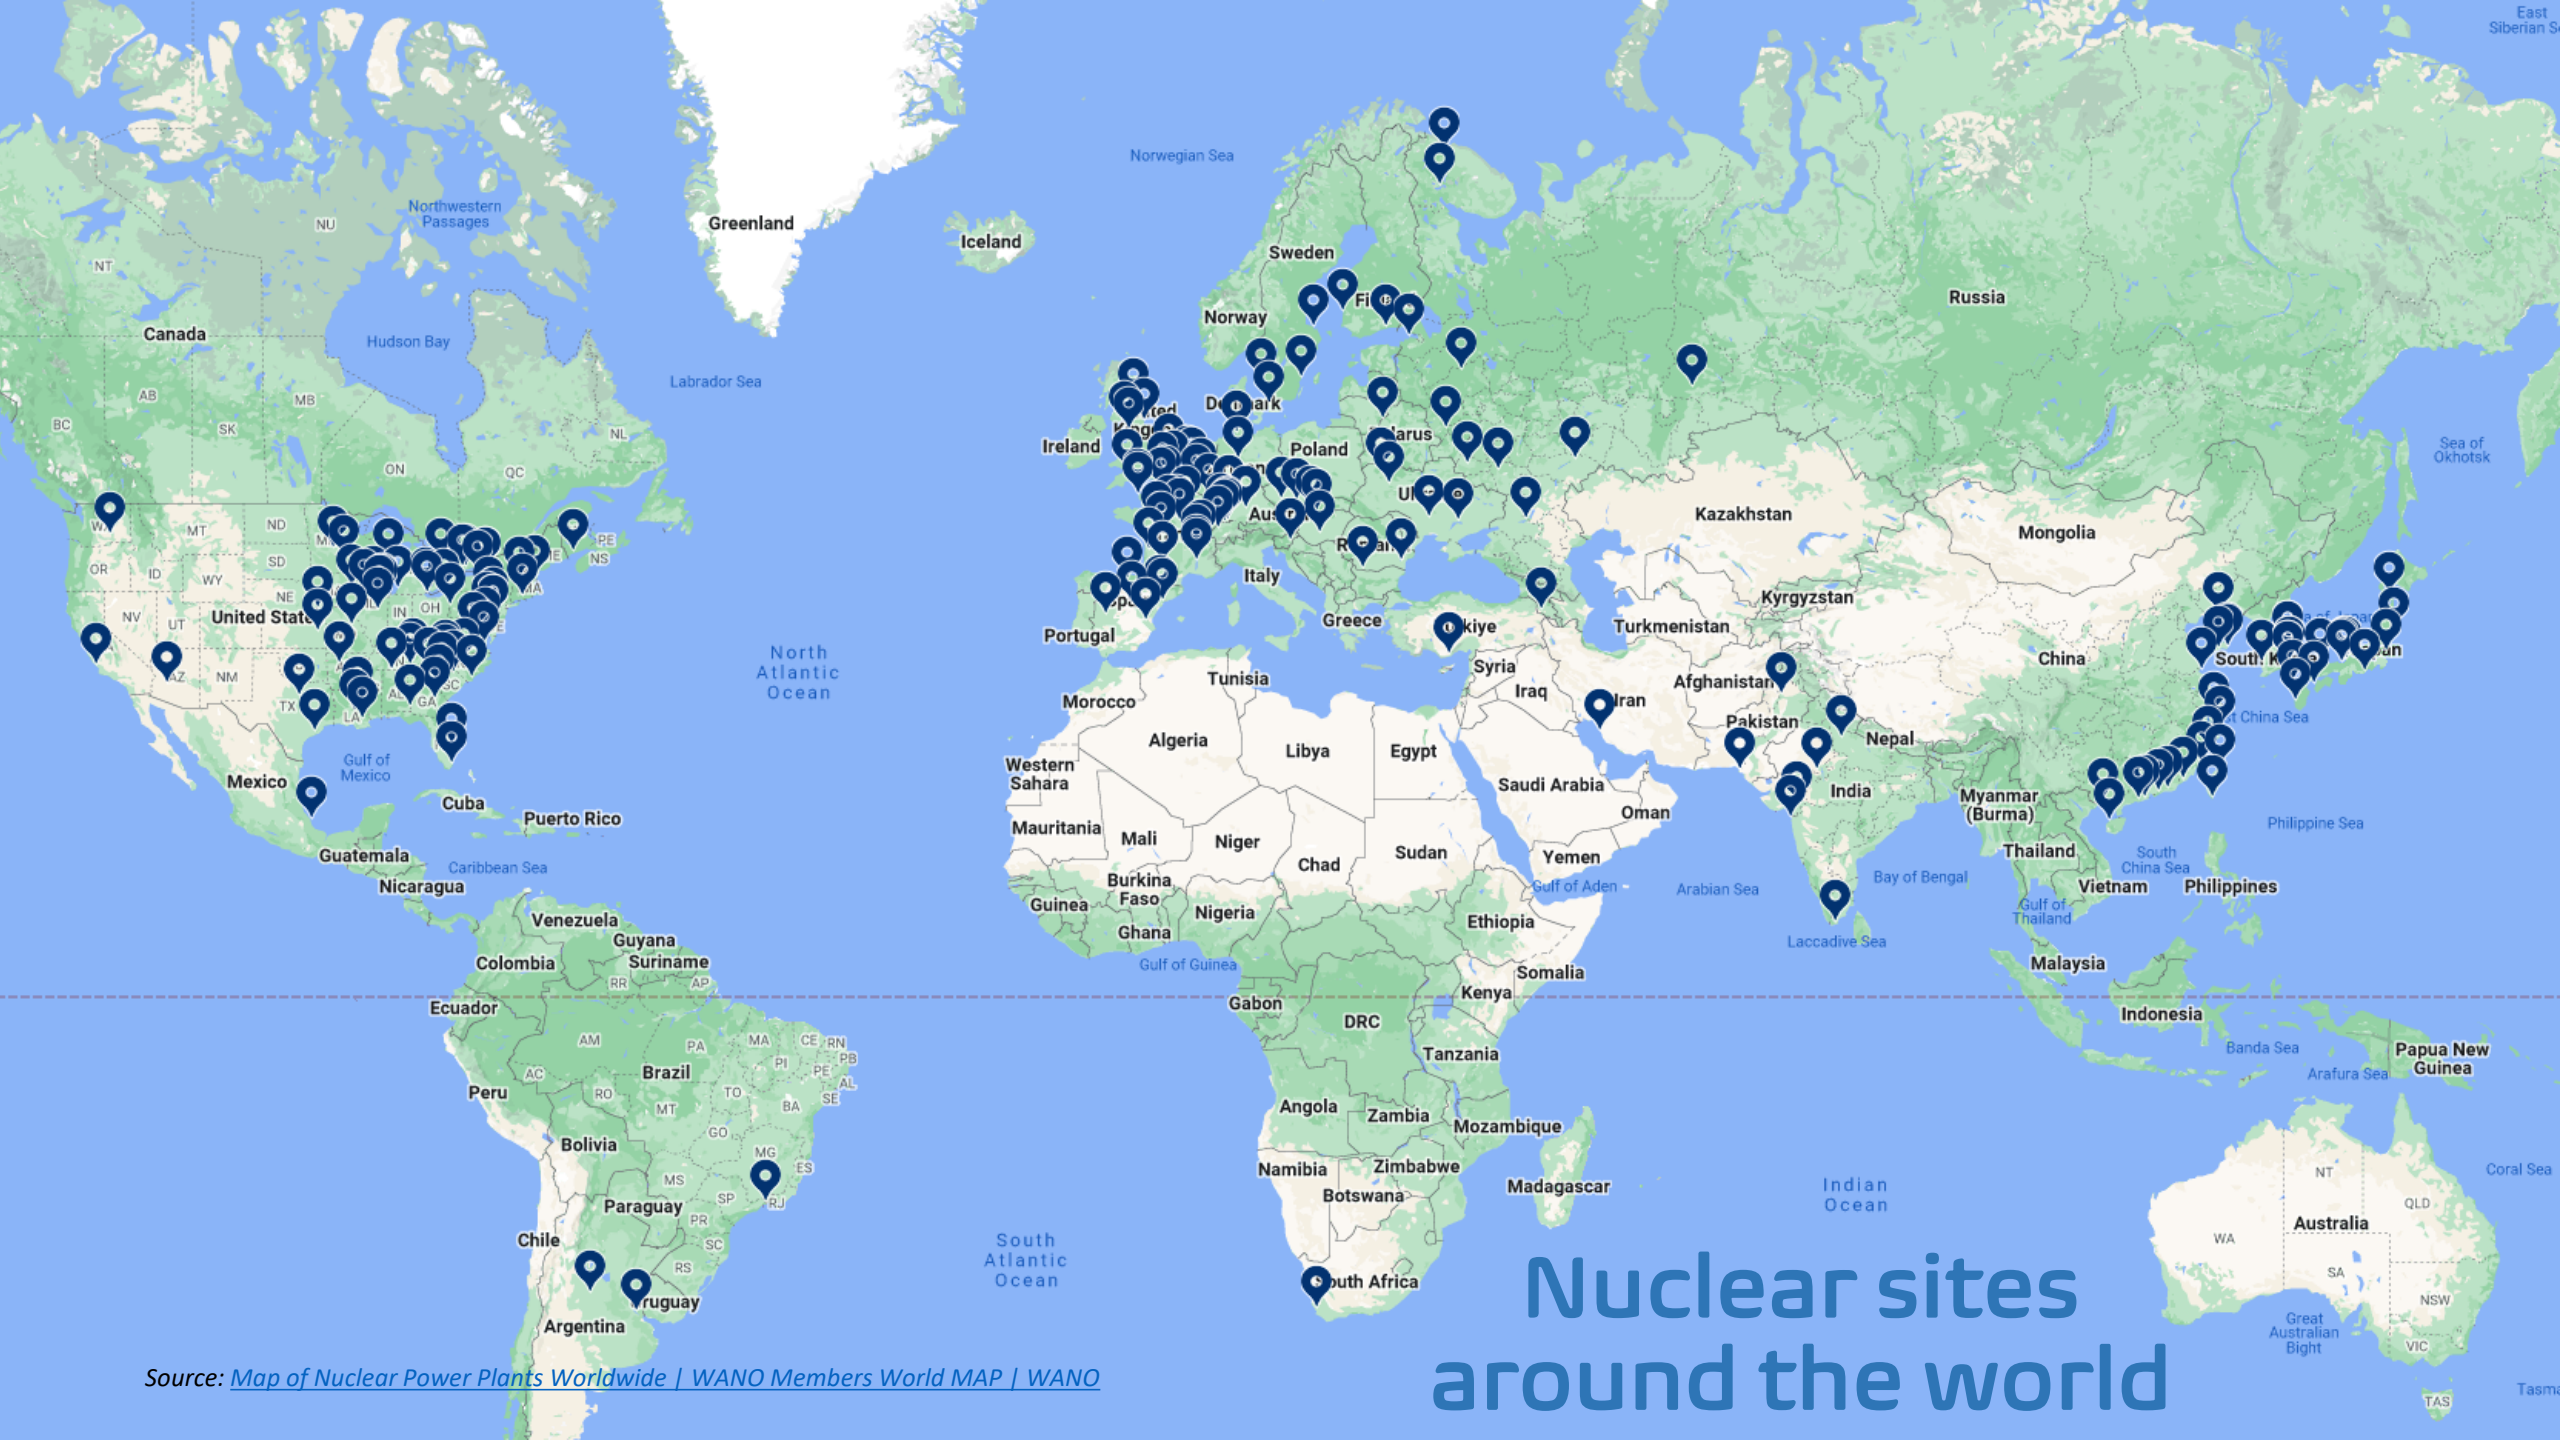 East
Siberian S
Norwegian Sea
Northwestern
Passages
NU
Greenland
Iceland
Sweden
NT
Russia
Norway
Canada
Hudson Bay
Labrador Sea
AB
MB
BC
SK
NL
ON
QC
Ireland
Poland
Sea of
Okhotsk
MT
ND
PE
NS
OR
ID
SD
WY
NE
NV
UT
IN
OH
AZ
NM
TX
LA
GA
SC
Kazakhstan
Mongolia
Italy
Kyrgyzstan
Greece
Portugal
Turkmenistan
North
Atlantic
Ocean
Tunisia
Syria
China
Morocco
Iraq
Iran
Afghanistan
Pakistan
Nepal
Algeria
Libya
Egypt
Gulf of
Mexico
Mexico
Cuba
Puerto Rico
Western
Sahara
Saudi Arabia
Oman
India
Myanmar
(Burma)
Philippine Sea
Mauritania
Mali
Niger
Chad
Sudan
Yemen
Thailand
South
China Sea
Guatemala
Caribbean Sea
Nicaragua
Burkina
Faso
Guinea
Nigeria
Ghana
Gulf of Aden
Arabian Sea
Bay of Bengal
Vietnam
Philippines
Gulf of
Thailand
Venezuela
Guyana
Suriname
Colombia
Ethiopia
Laccadive Sea
Gulf of Guinea
Somalia
Malaysia
RR
AP
Ecuador
Gabon
Kenya
DRC
Indonesia
AM
PA
MA
CE
RN
PB
PI
PE
AL
SE
AC
RO
TO
BA
MT
Brazil
Peru
Tanzania
Banda Sea
Arafura Sea
Papua New
Guinea
Angola
Zambia
Mozambique
Bolivia
GO
MG
ES
MS
SP
RJ
Namibia
Zimbabwe
Botswana
Madagascar
Indian
Ocean
NT
Coral Sea
QLD
Paraguay
PR
SC
Chile
RS
South
Atlantic
Ocean
WA
Australia
SA
NSW
South Africa
Argentina
Great
Australian
Bight
VIC
TAS
Tasm
Nuclear sites
around the world
Source: Map of Nuclear Power Plants Worldwide | WANO Members World MAP | WANO